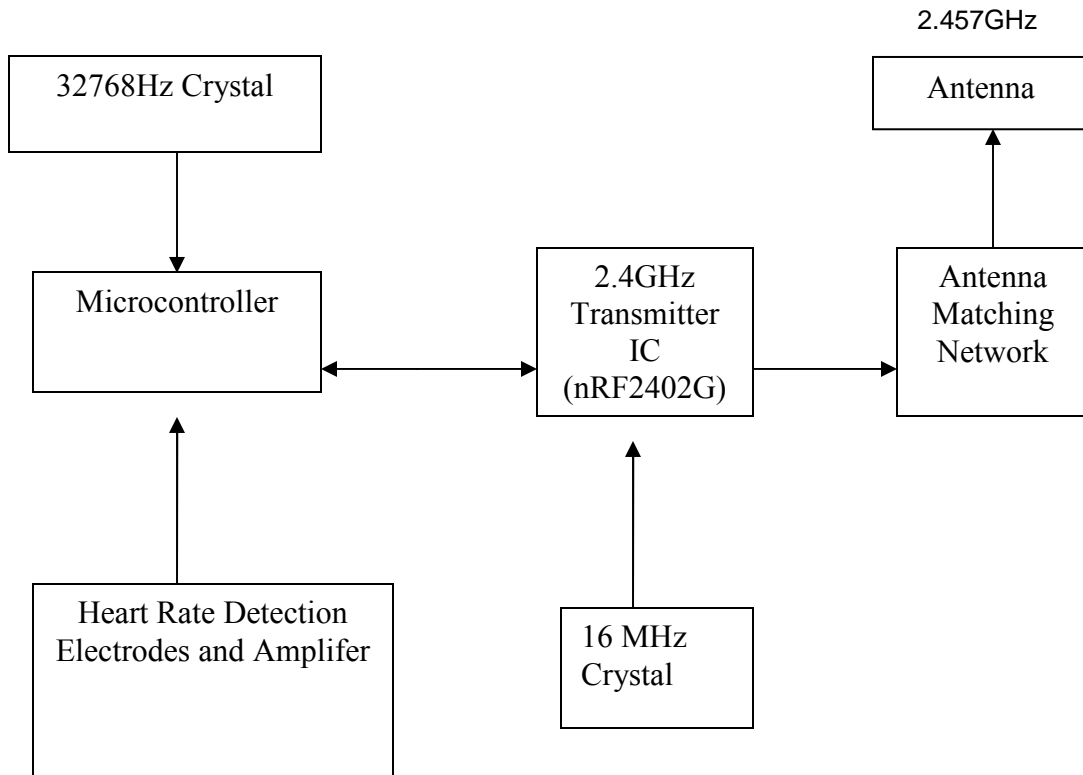 2.457GHz
32768Hz Crystal
Antenna
Microcontroller
2.4GHz
Transmitter
IC
(nRF2402G)
Antenna
Matching
Network
Heart Rate Detection
Electrodes and Amplifer
16 MHz
Crystal